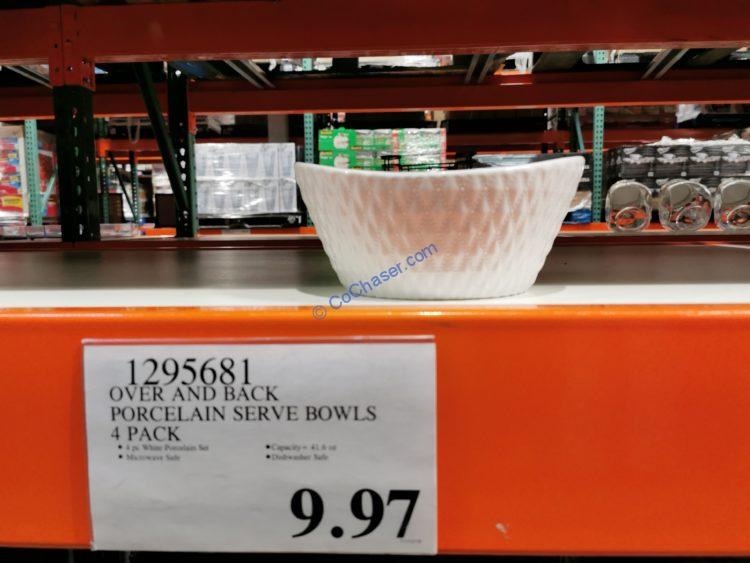 © CoChaser.com
1295681
OVER AND BACK
PORCELAIN SERVE BOWLS
4 PACK
• 4 pc White Porcelain Set
• Capacity = 41.6 oz
• Microwave Safe
• Dishwasher Safe
9.97